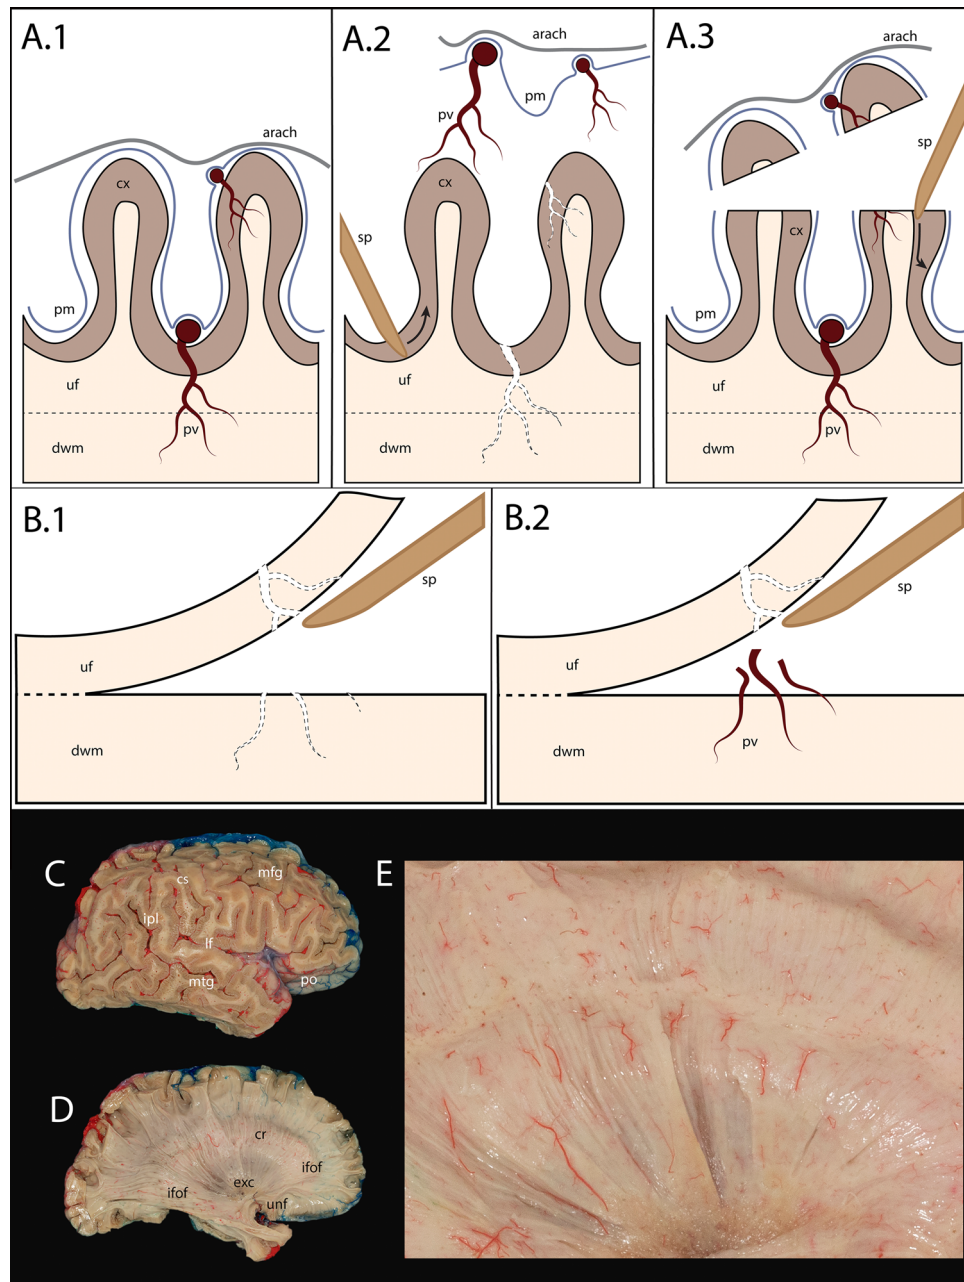 A.1
arach
cx
pm
uf
pv
dwm
A.2
arach
pm
pv
cx
sp
uf
dwm
A.3
arach
sp
cx
pm
uf
pv
dwm
B.1
sp
uf
dwm
B.2
sp
uf
pv
dwm
C
cs
mfg
ipl
lf
mtg
po
D
cr
ifof
exc
ifof
unf
E